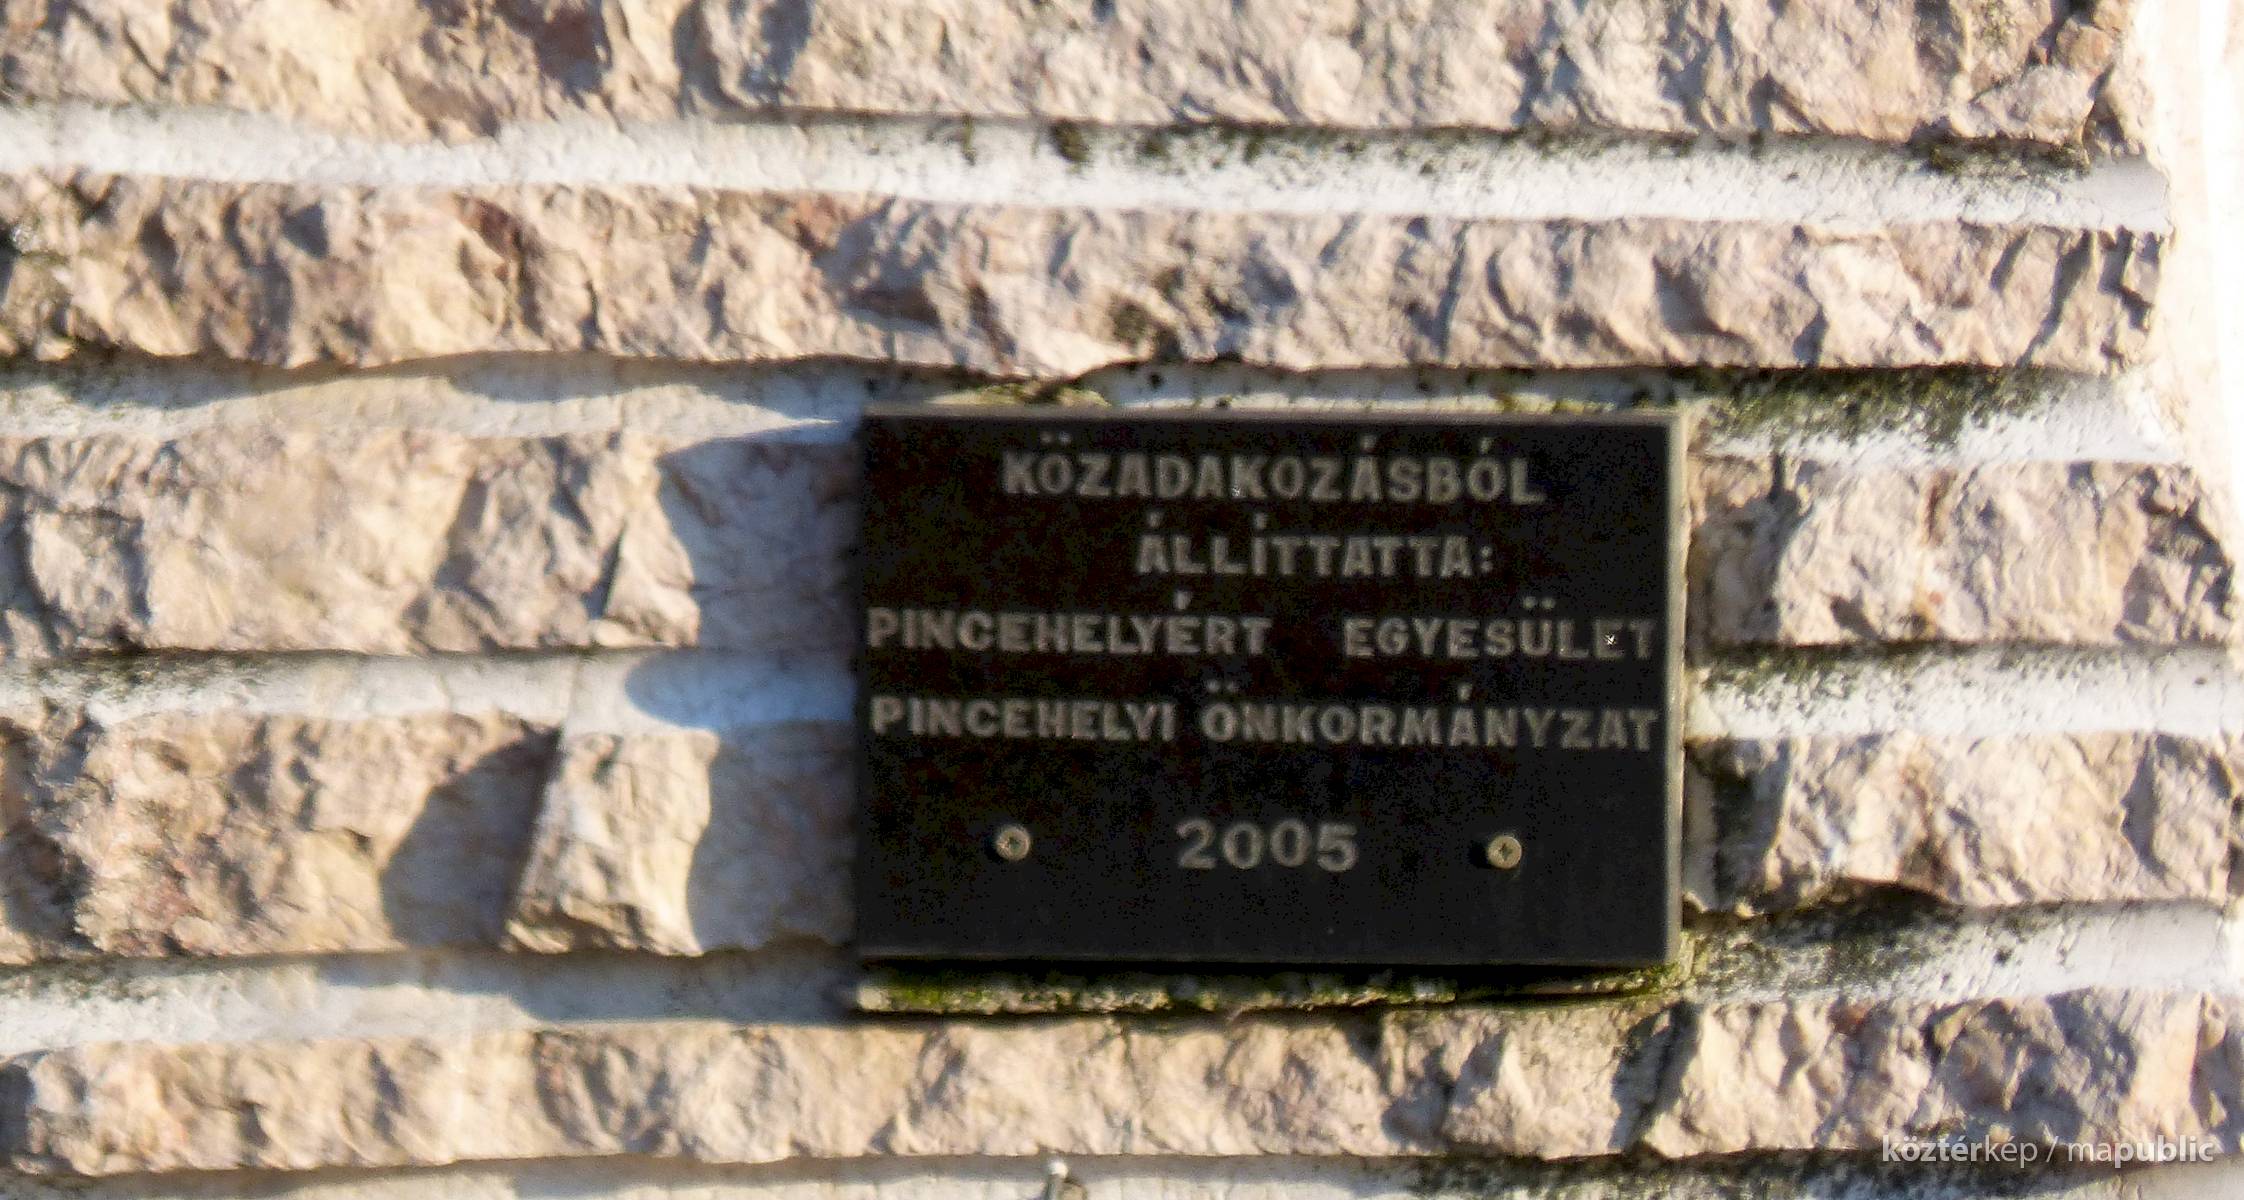 KÖZADAKOZÁSBÓL
ÁLLÍTTATTA:
PINCEHELYÉRT EGYESÜLET
PINCEHELYI ÖNKORMÁNYZAT
2005
köztérkép / mapublic